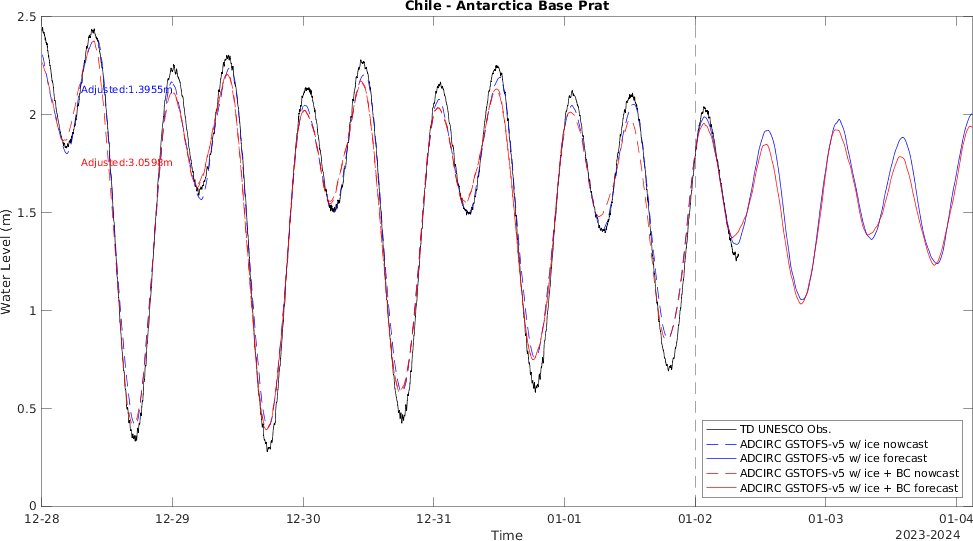 Chile - Antarctica Base Prat
2.5
2
1.5
1
0.5
0
Water Level (m)
Adjusted:1.3955m
Adjusted:3.0598m
TD UNESCO Obs.
ADCIRC GSTOFS-v5 w/ ice nowcast
ADCIRC GSTOFS-v5 w/ ice forecast
ADCIRC GSTOFS-v5 w/ ice + BC nowcast
ADCIRC GSTOFS-v5 w/ ice + BC forecast
12-28 12-29 12-30 12-31 01-01 01-02 01-03 01-04
Time
2023-2024